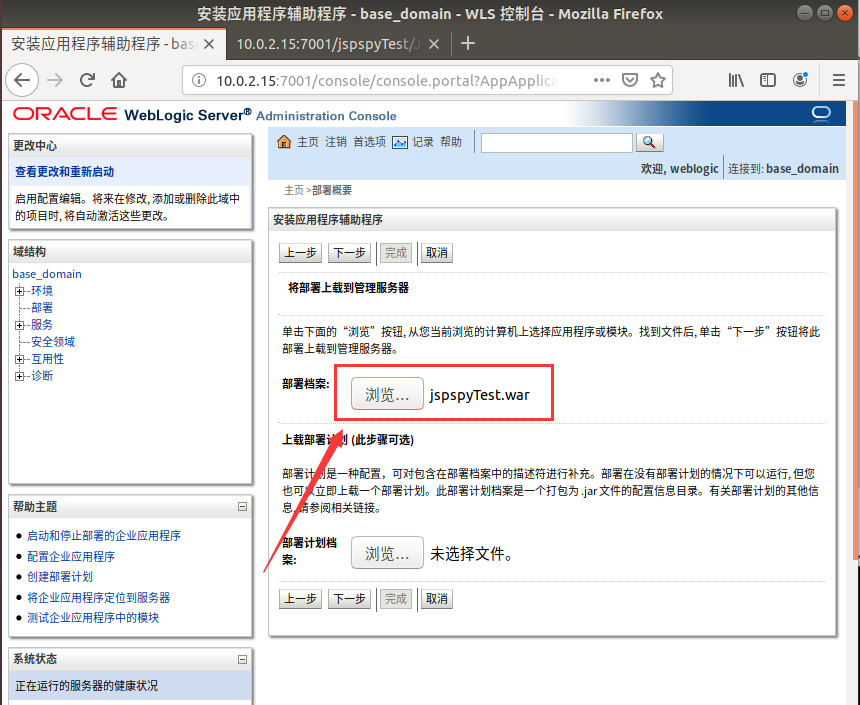 安装应用程序辅助程序 - base_domain - WLS 控制台 - Mozilla Firefox
安装应用程序辅助程序 - bas
10.0.2.15:7001/jspspyTest/J
10.0.2.15:7001/console/console.portal?AppApplica
ORACLE WebLogic Server® Administration Console
更改中心
查看更改和重新启动
启用配置编辑。将来在修改, 添加或删除此域中
的项目时, 将自动激活这些更改。
域结构
base_domain
环境
部署
服务
安全领域
互用性
诊断
帮助主题
启动和停止部署的企业应用程序
配置企业应用程序
创建部署计划
将企业应用程序定位到服务器
测试企业应用程序中的模块
系统状态
正在运行的服务器的健康状况
主页 注销 首选项 记录 帮助
欢迎, weblogic 连接到: base_domain
主页 >部署概要
安装应用程序辅助程序
上一步 下一步 完成 取消
将部署上载到管理服务器
单击下面的“浏览”按钮, 从您当前浏览的计算机上选择应用程序或模块。找到文件后, 单击“下一步”按钮将此
部署上载到管理服务器。
部署档案: 浏览... jspspyTest.war
上载部署计划 (此步骤可选)
部署计划是一种配置，可对包含在部署档案中的描述符进行补充。部署在没有部署计划的情况下可以运行, 但您
也可以立即上载一个部署计划。此部署计划档案是一个打包为 .jar 文件的配置信息目录。有关部署计划的其他信
息, 请参阅相关链接。
部署计划档
案: 浏览... 未选择文件。
上一步 下一步 完成 取消